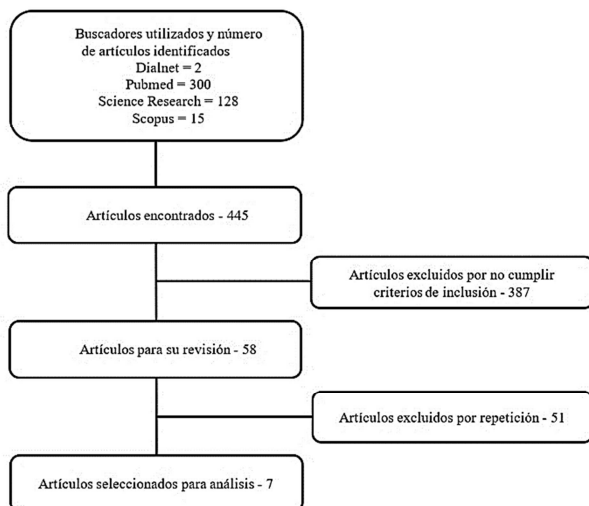 Buscadores utilizados y número
de artículos identificados
Dialnet = 2
Pubmed = 300
Science Research = 128
Scopus = 15
Artículos encontrados - 445
Artículos excluidos por no cumplir
criterios de inclusión - 387
Artículos para su revisión - 58
Artículos excluidos por repetición - 51
Artículos seleccionados para análisis - 7